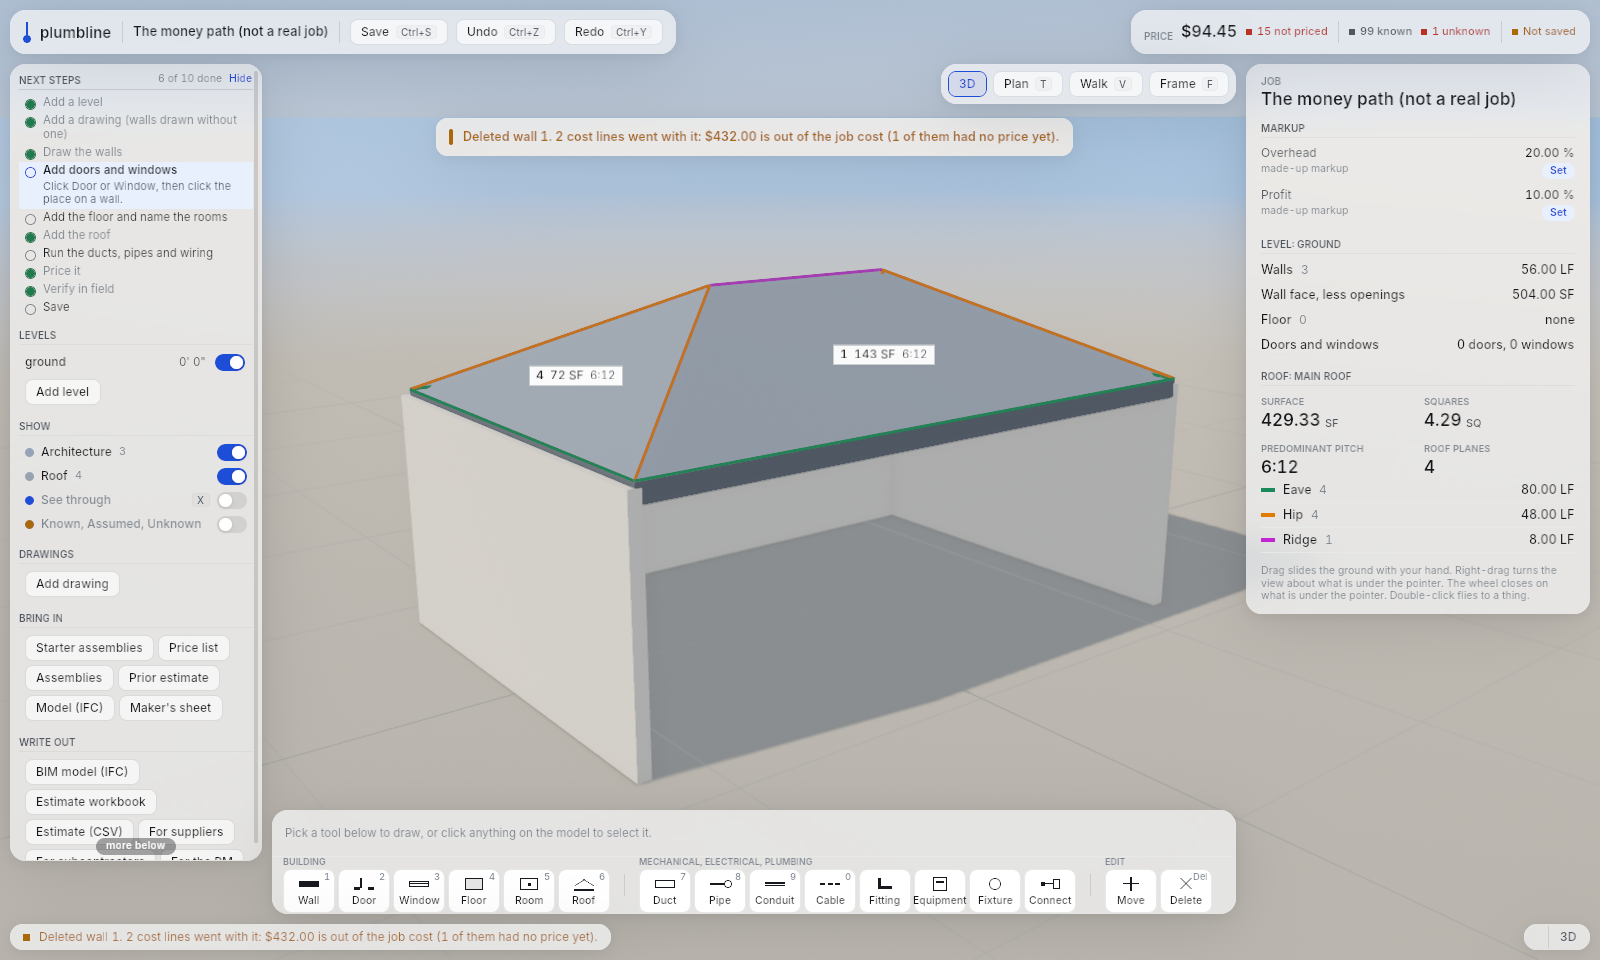 plumbline
The money path (not a real job)
Save Ctrl+S
Undo Ctrl+Z
Redo Ctrl+Y
PRICE $94.45
15 not priced
99 known
1 unknown
Not saved
NEXT STEPS 6 of 10 done Hide
Add a level
Add a drawing (walls drawn without
one)
Draw the walls
Add doors and windows
Click Door or Window, then click the
place on a wall.
Add the floor and name the rooms
Add the roof
Run the ducts, pipes and wiring
Price it
Verify in field
Save
LEVELS
ground 0' 0"
Add level
SHOW
Architecture 3
Roof 4
See through X
Known, Assumed, Unknown
DRAWINGS
Add drawing
BRING IN
Starter assemblies Price list
Assemblies Prior estimate
Model (IFC) Maker's sheet
WRITE OUT
BIM model (IFC)
Estimate workbook
Estimate (CSV) For suppliers
more below
For subcontractors For the PM
3D
Plan T
Walk V
Frame F
Deleted wall 1. 2 cost lines went with it: $432.00 is out of the job cost (1 of them had no price yet).
4 72 SF 6:12
1 143 SF 6:12
JOB
The money path (not a real job)
MARKUP
Overhead 20.00 %
made-up markup Set
Profit 10.00 %
made-up markup Set
LEVEL: GROUND
Walls 3 56.00 LF
Wall face, less openings 504.00 SF
Floor 0 none
Doors and windows 0 doors, 0 windows
ROOF: MAIN ROOF
SURFACE SQUARES
429.33 SF 4.29 SQ
PREDOMINANT PITCH ROOF PLANES
6:12 4
Eave 4 80.00 LF
Hip 4 48.00 LF
Ridge 1 8.00 LF
Drag slides the ground with your hand. Right-drag turns the
view about what is under the pointer. The wheel closes on
what is under the pointer. Double-click flies to a thing.
Pick a tool below to draw, or click anything on the model to select it.
BUILDING
1 Wall
2 Door
3 Window
4 Floor
5 Room
6 Roof
MECHANICAL, ELECTRICAL, PLUMBING
7 Duct
8 Pipe
9 Conduit
0 Cable
Fitting
Equipment
Fixture
Connect
EDIT
Move
Del Delete
Deleted wall 1. 2 cost lines went with it: $432.00 is out of the job cost (1 of them had no price yet).
3D